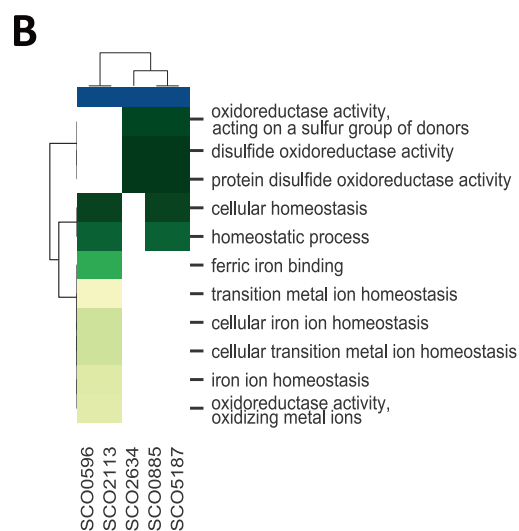 B
oxidoreductase activity,
acting on a sulfur group of donors
disulfide oxidoreductase activity
protein disulfide oxidoreductase activity
cellular homeostasis
homeostatic process
ferric iron binding
transition metal ion homeostasis
cellular iron ion homeostasis
cellular transition metal ion homeostasis
iron ion homeostasis
oxidoreductase activity,
oxidizing metal ions
SCO0596
SCO2113
SCO2634
SCO0885
SCO5187